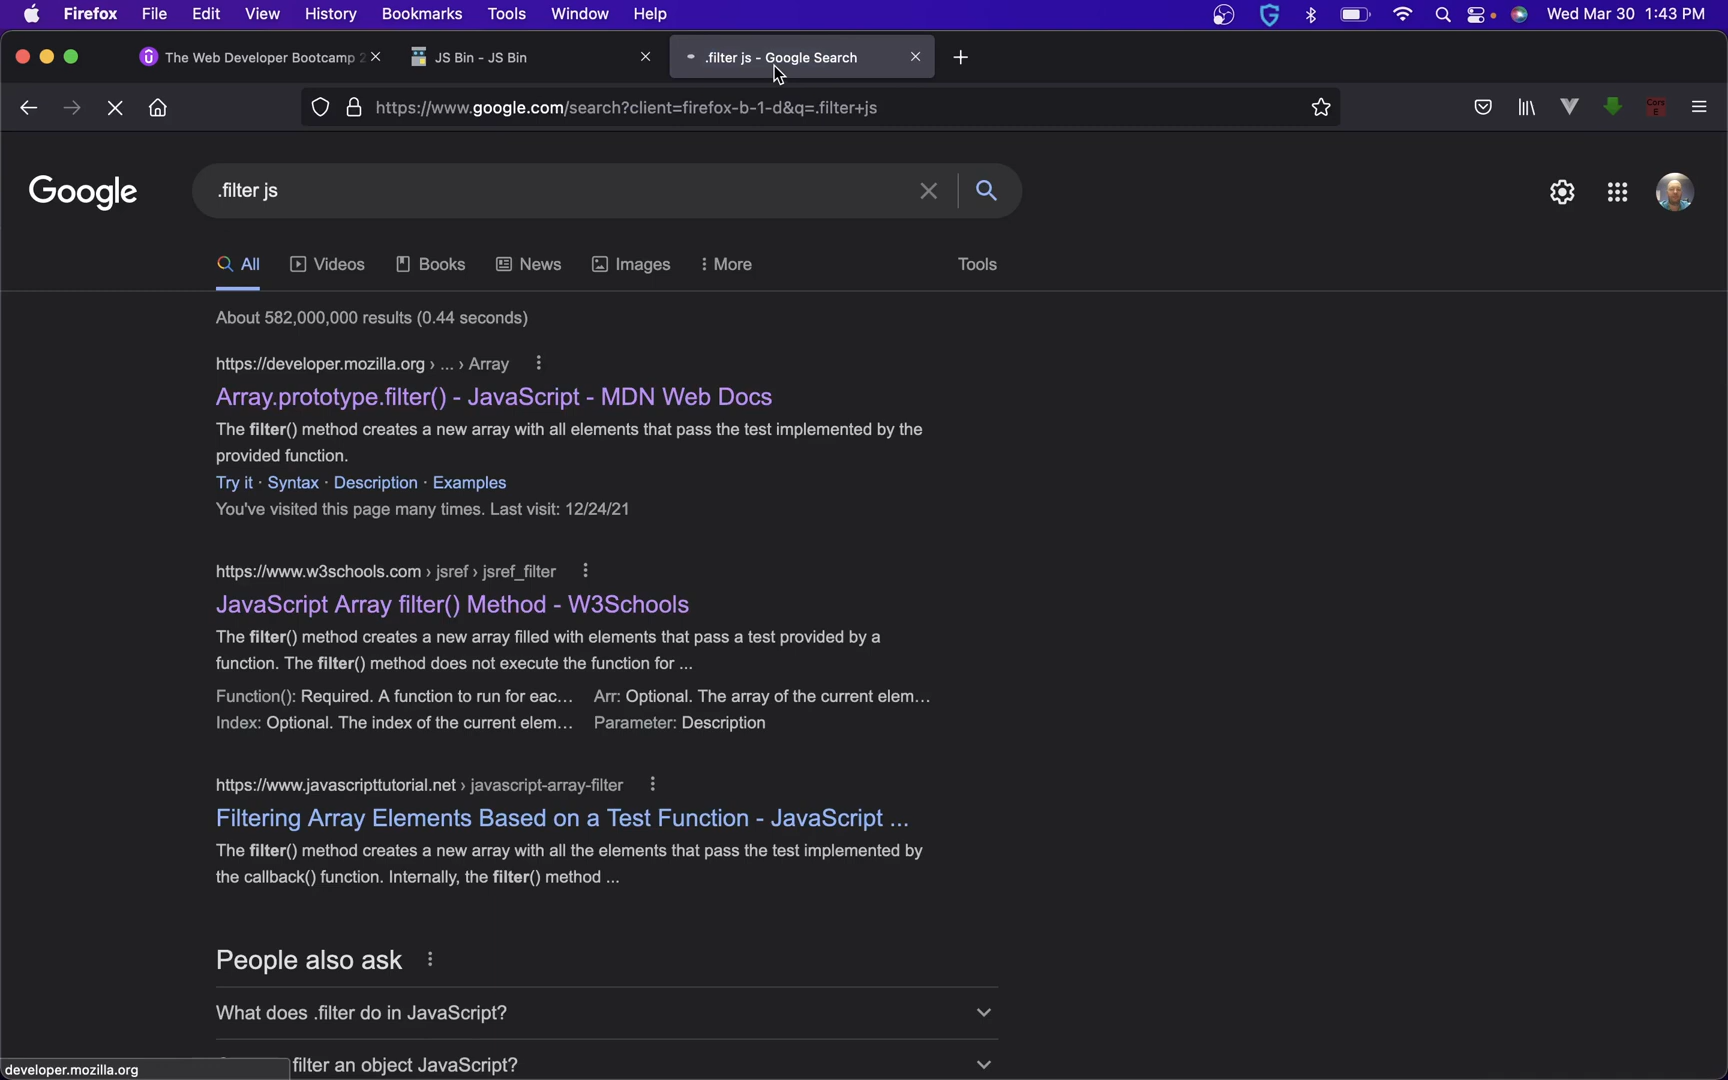 Firefox File Edit View History Bookmarks Tools Window Help Wed Mar 30 1:43 PM
The Web Developer Bootcamp 2 JS Bin - JS Bin .filter js - Google Search
https://www.google.com/search?client=firefox-b-1-d&q=.filter+js
Google .filter js
All Videos Books News Images More Tools
About 582,000,000 results (0.44 seconds)
https://developer.mozilla.org › ... › Array
Array.prototype.filter() - JavaScript - MDN Web Docs
The filter() method creates a new array with all elements that pass the test implemented by the
provided function.
Try it · Syntax · Description · Examples
You've visited this page many times. Last visit: 12/24/21
https://www.w3schools.com › jsref › jsref_filter
JavaScript Array filter() Method - W3Schools
The filter() method creates a new array filled with elements that pass a test provided by a
function. The filter() method does not execute the function for ...
Function(): Required. A function to run for eac... Arr: Optional. The array of the current elem...
Index: Optional. The index of the current elem... Parameter: Description
https://www.javascripttutorial.net › javascript-array-filter
Filtering Array Elements Based on a Test Function - JavaScript ...
The filter() method creates a new array with all the elements that pass the test implemented by
the callback() function. Internally, the filter() method ...
People also ask
What does .filter do in JavaScript?
filter an object JavaScript?
developer.mozilla.org